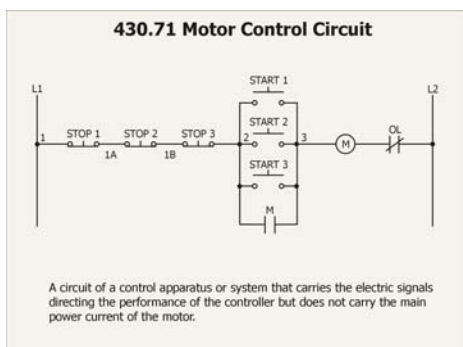 430.71 Motor Control Circuit
START 1
L1
L2
START 2
OL
1
STOP 1
STOP 2
STOP 3
2
3
M
1A
1B
START 3
M
A circuit of a control apparatus or system that carries the electric signals
directing the performance of the controller but does not carry the main
power current of the motor.